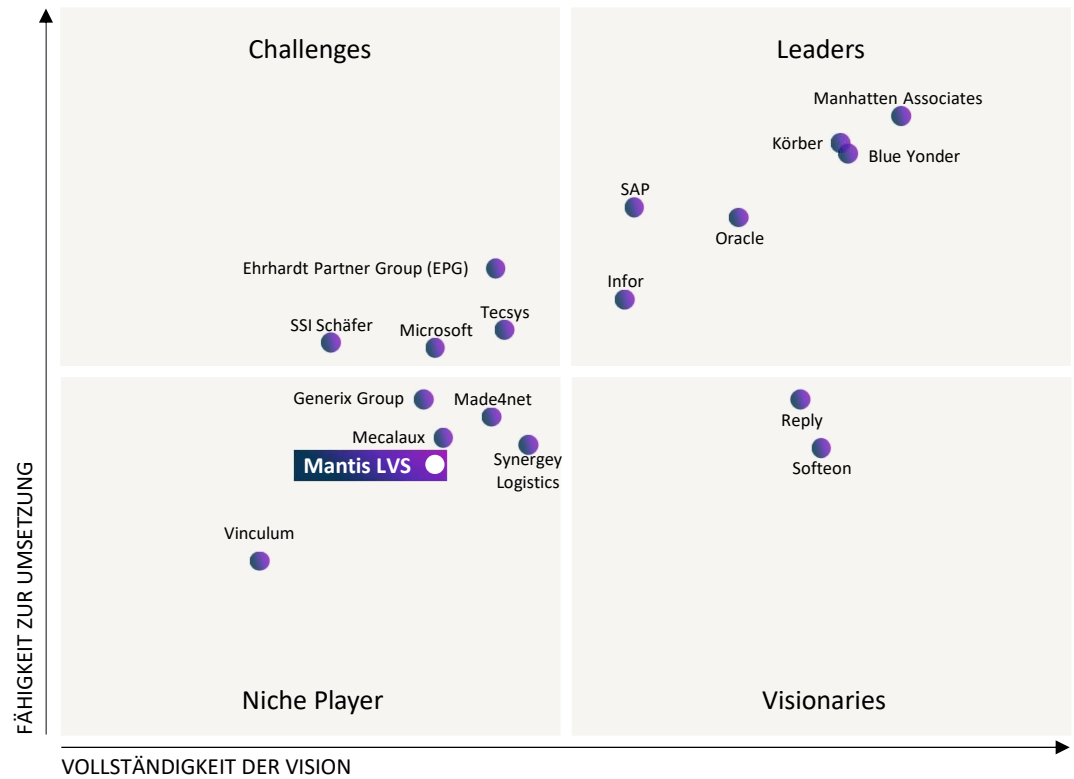 Challenges
Leaders
Manhatten Associates
Körber
Blue Yonder
SAP
Oracle
Ehrhardt Partner Group (EPG)
Infor
Tecsys
SSI Schäfer
Microsoft
Generix Group
Made4net
Mecalaux
Reply
Mantis LVS
Synergey
Logistics
Softeon
Vinculum
Niche Player
Visionaries
FÄHIGKEIT ZUR UMSETZUNG
VOLLSTÄNDIGKEIT DER VISION